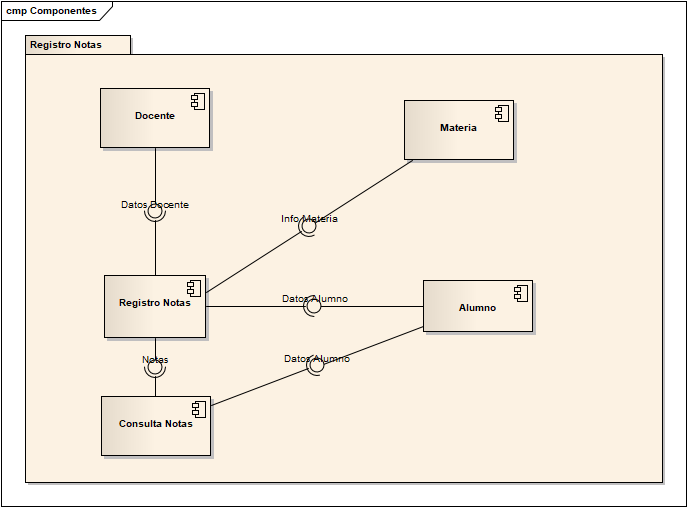 cmp Componentes
Registro Notas
Docente
Materia
Datos Docente
Info Materia
Registro Notas
Datos Alumno
Alumno
Notas
Datos Alumno
Consulta Notas